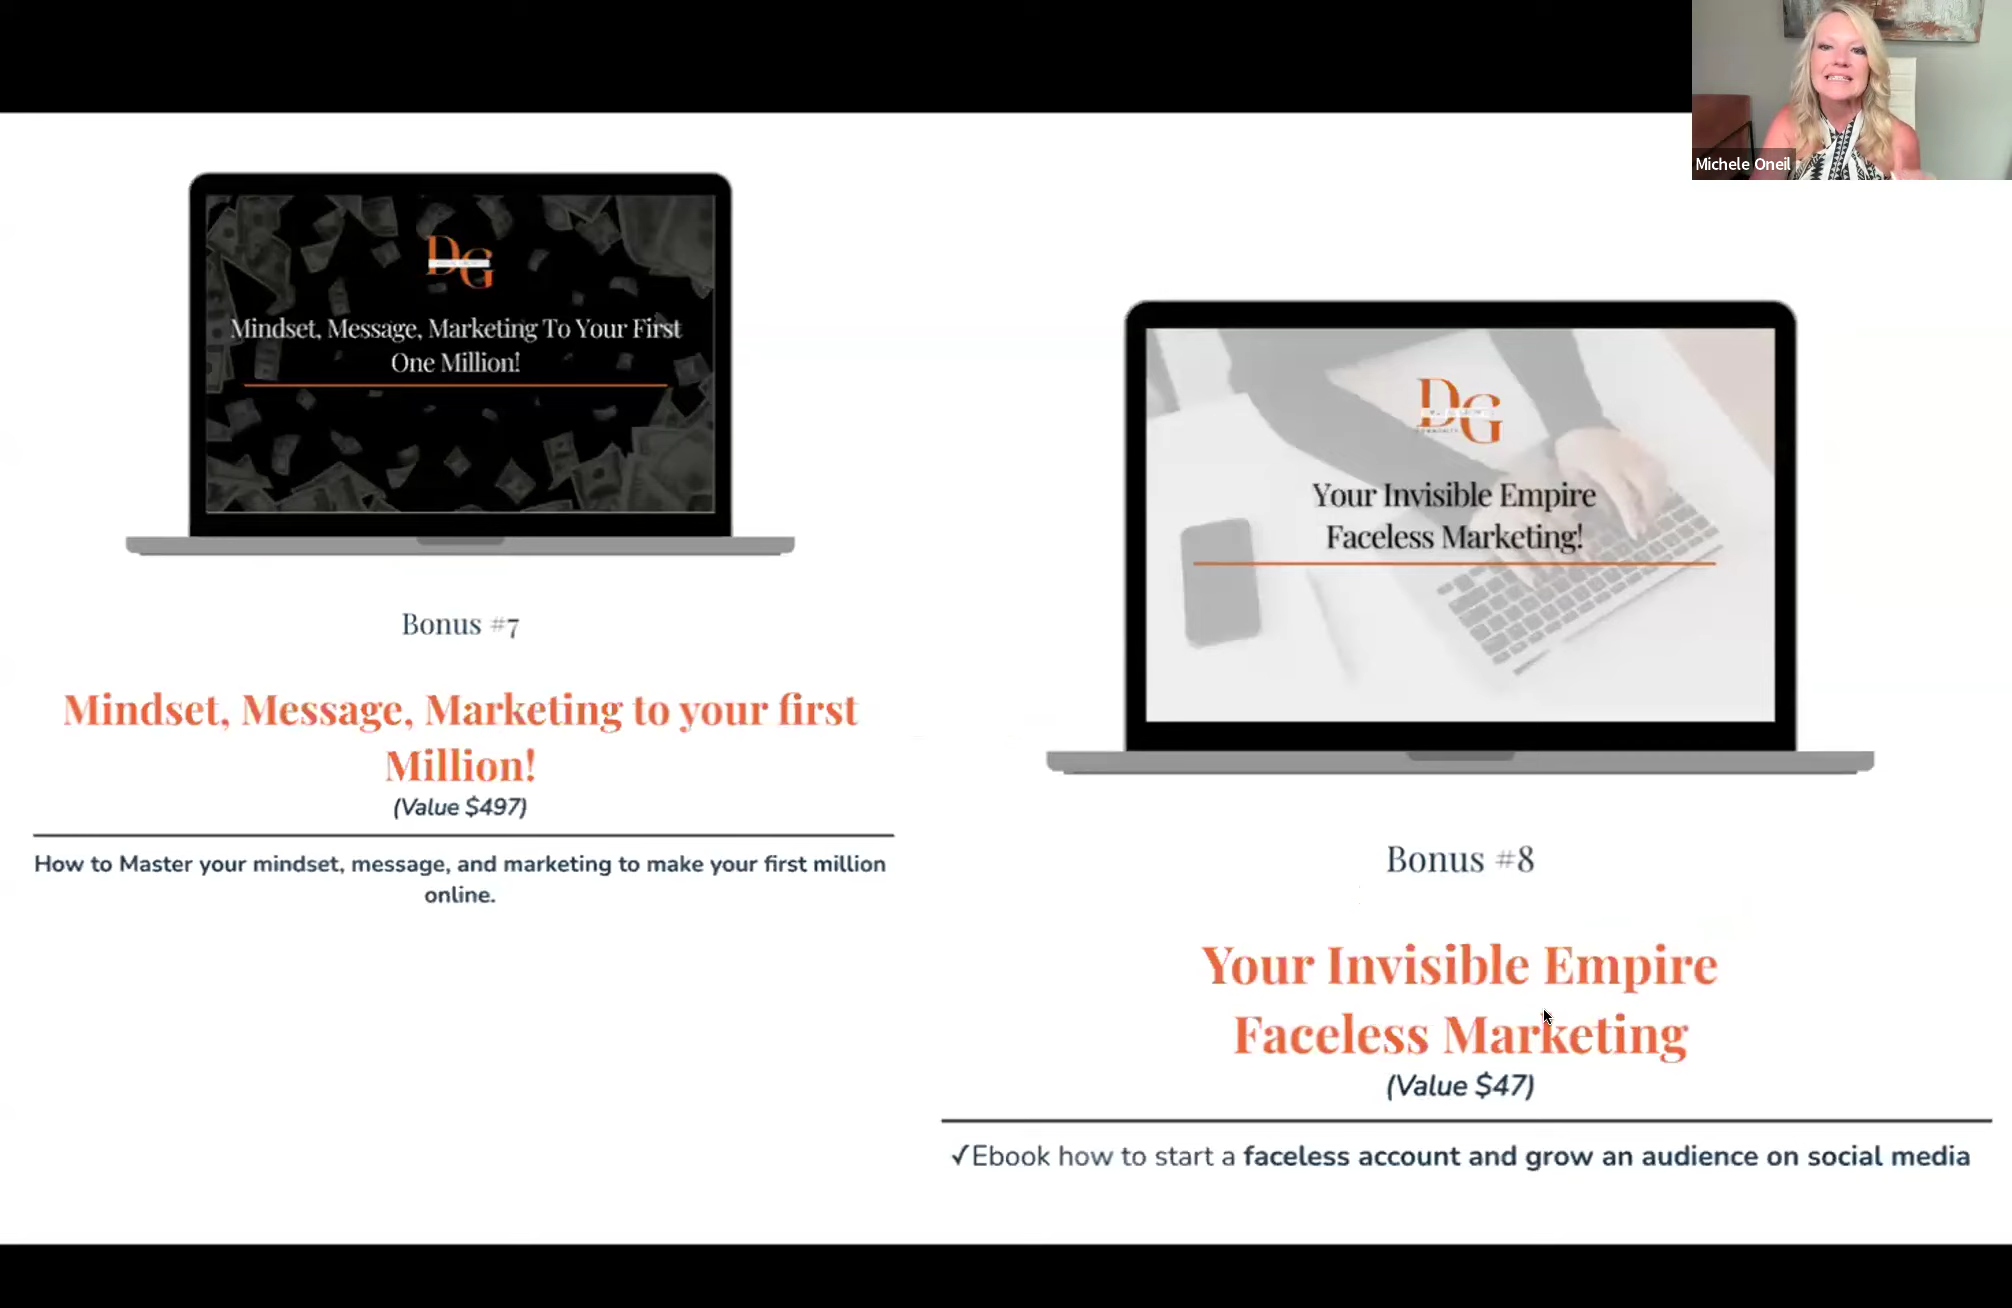 Michele Oneil
DG
Mindset, Message, Marketing To Your First
One Million!
Bonus #7
Mindset, Message, Marketing to your first
Million!
(Value $497)
How to Master your mindset, message, and marketing to make your first million
online.
DG
Your Invisible Empire
Faceless Marketing!
Bonus #8
Your Invisible Empire
Faceless Marketing
(Value $47)
✓Ebook how to start a faceless account and grow an audience on social media